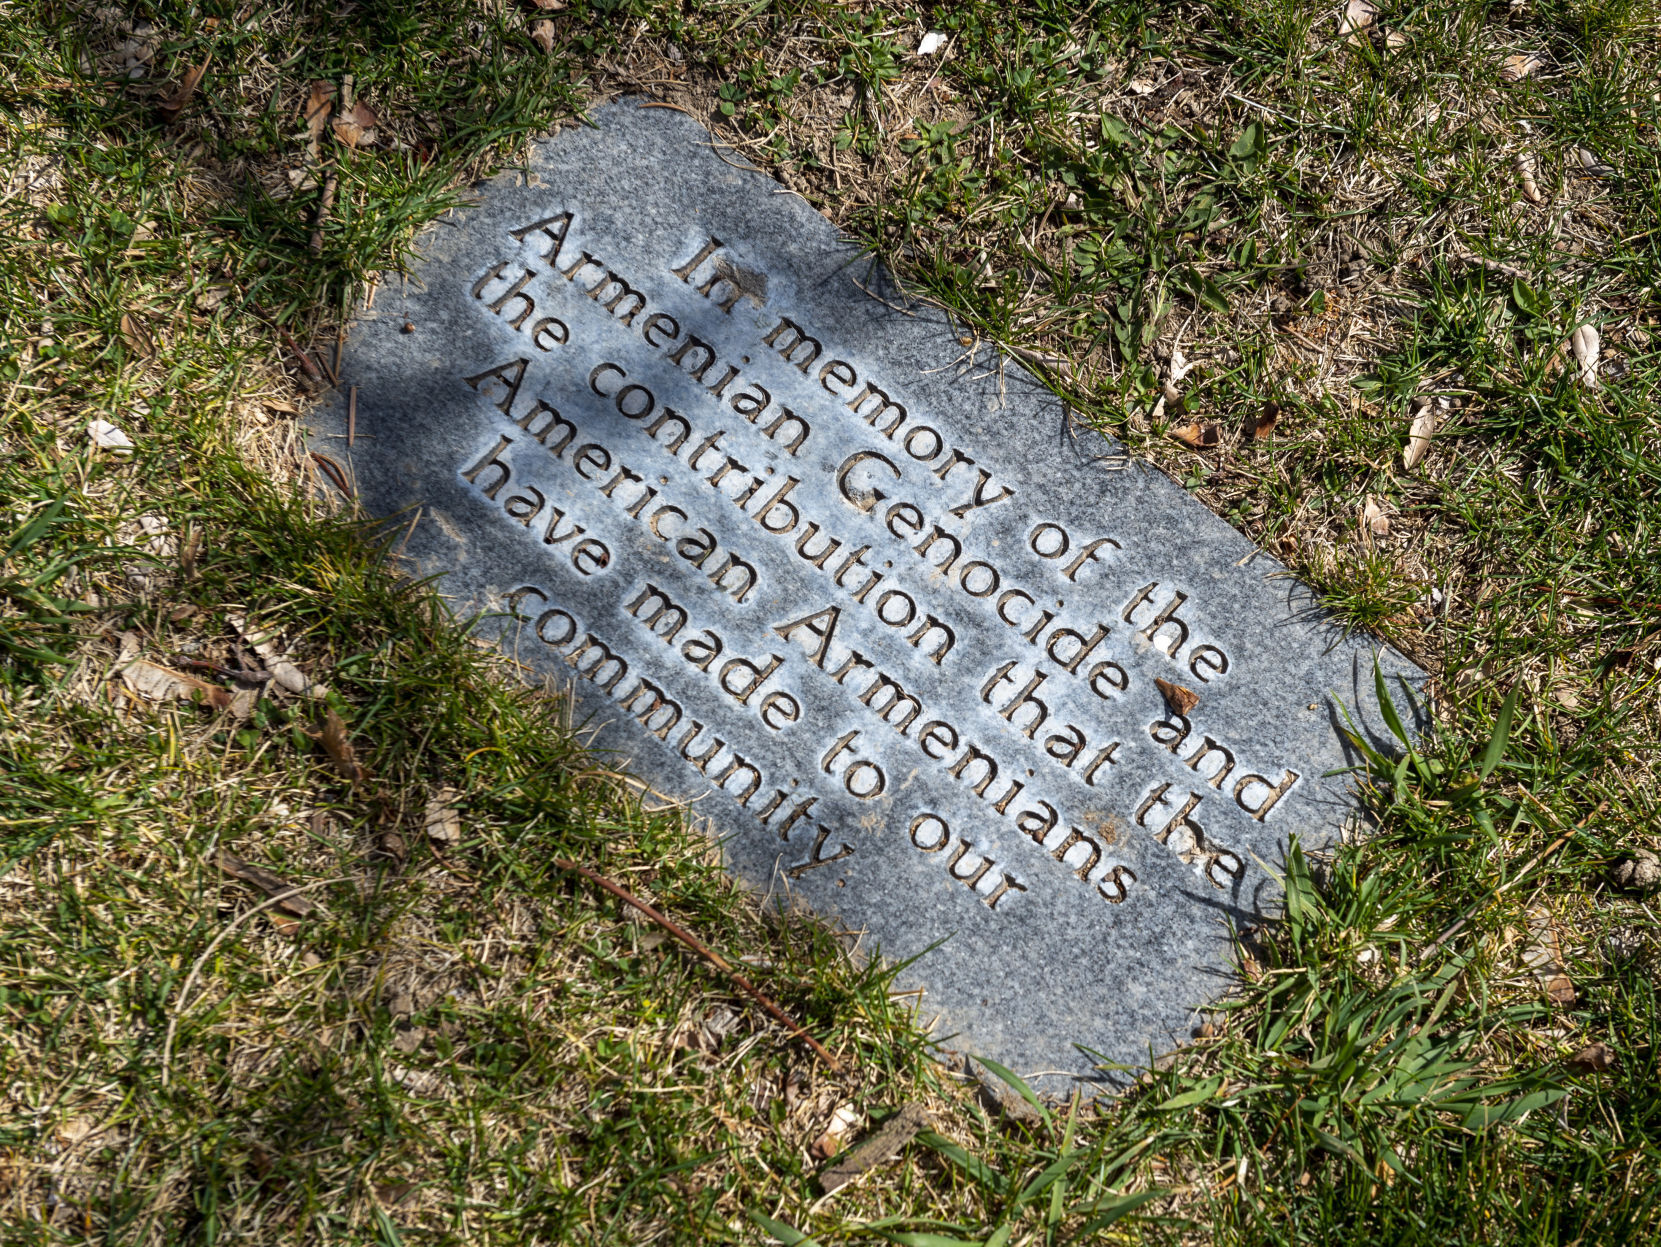 In memory of the
Armenian Genocide and
the contribution that the
American Armenians
have made to our
community